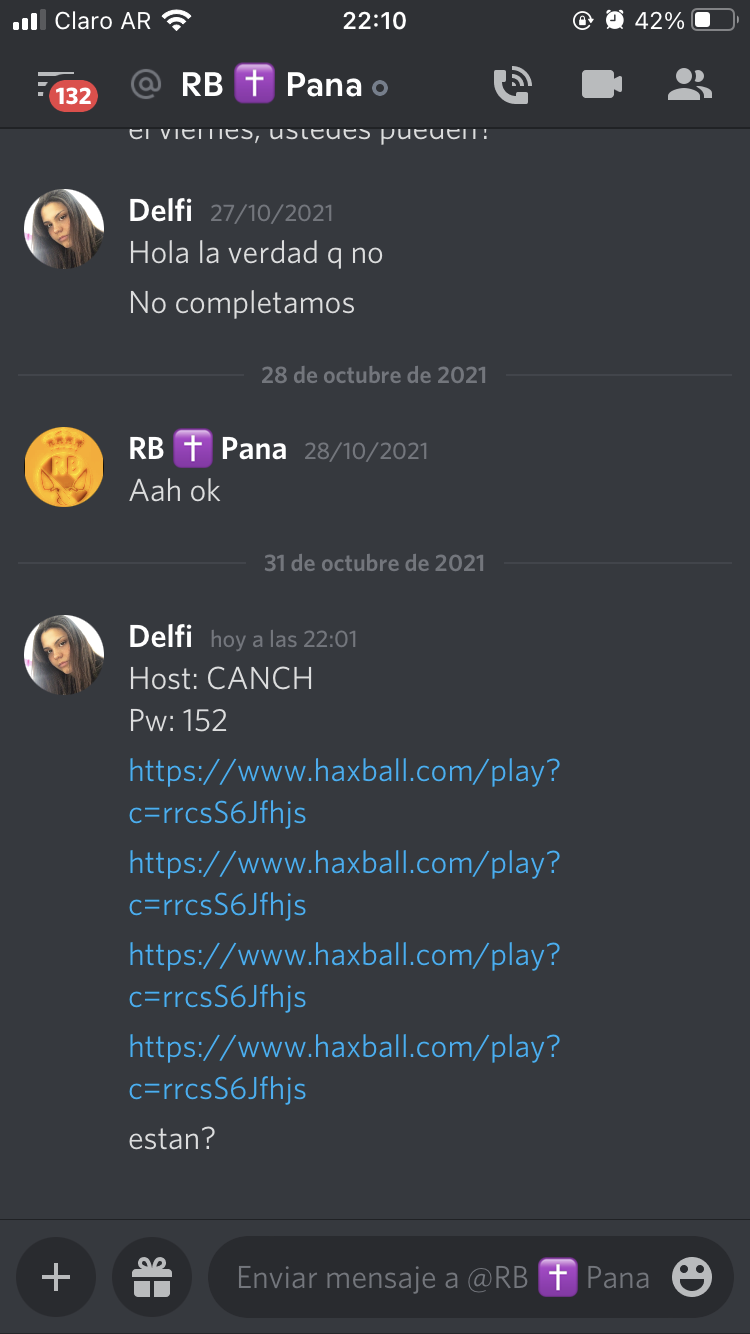 Claro AR 22:10 42%
132 @ RB ✝️ Pana
el viernes, ustedes pueden?
Delfi 27/10/2021
Hola la verdad q no
No completamos
28 de octubre de 2021
RB ✝️ Pana 28/10/2021
Aah ok
31 de octubre de 2021
Delfi hoy a las 22:01
Host: CANCH
Pw: 152
https://www.haxball.com/play?
c=rrcsS6Jfhjs
https://www.haxball.com/play?
c=rrcsS6Jfhjs
https://www.haxball.com/play?
c=rrcsS6Jfhjs
https://www.haxball.com/play?
c=rrcsS6Jfhjs
estan?
Enviar mensaje a @RB ✝️ Pana